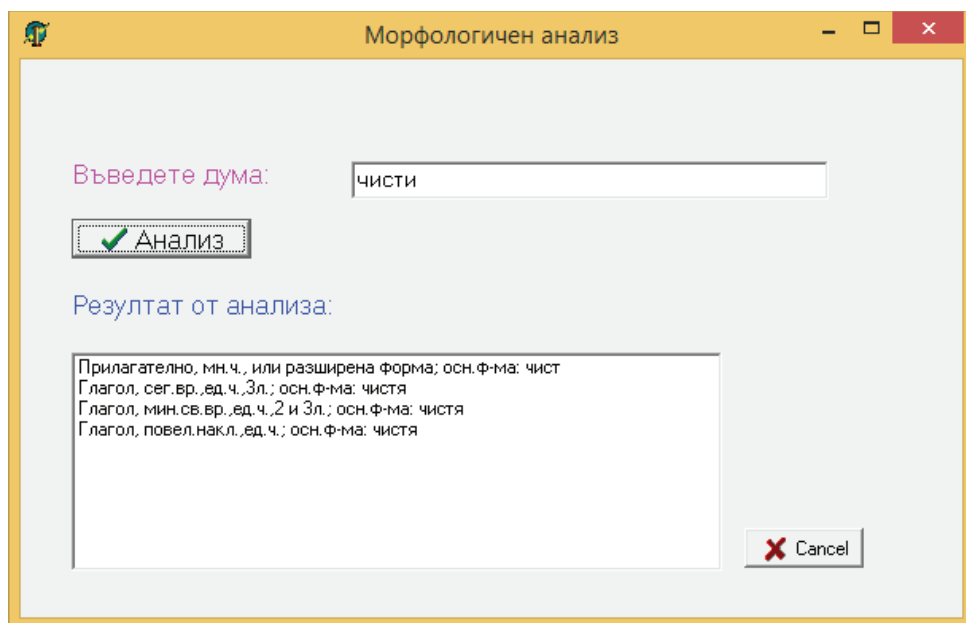 Морфологичен анализ
Въведете дума:
чисти
Анализ
Резултат от анализа:
Прилагателно, мн.ч., или разширена форма; осн.ф-ма: чист
Глагол, сег.вр.,ед.ч.,3л.; осн.ф-ма: чистя
Глагол, мин.св.вр.,ед.ч.,2 и 3л.; осн.ф-ма: чистя
Глагол, повел.накл.,ед.ч.; осн.ф-ма: чистя
Cancel